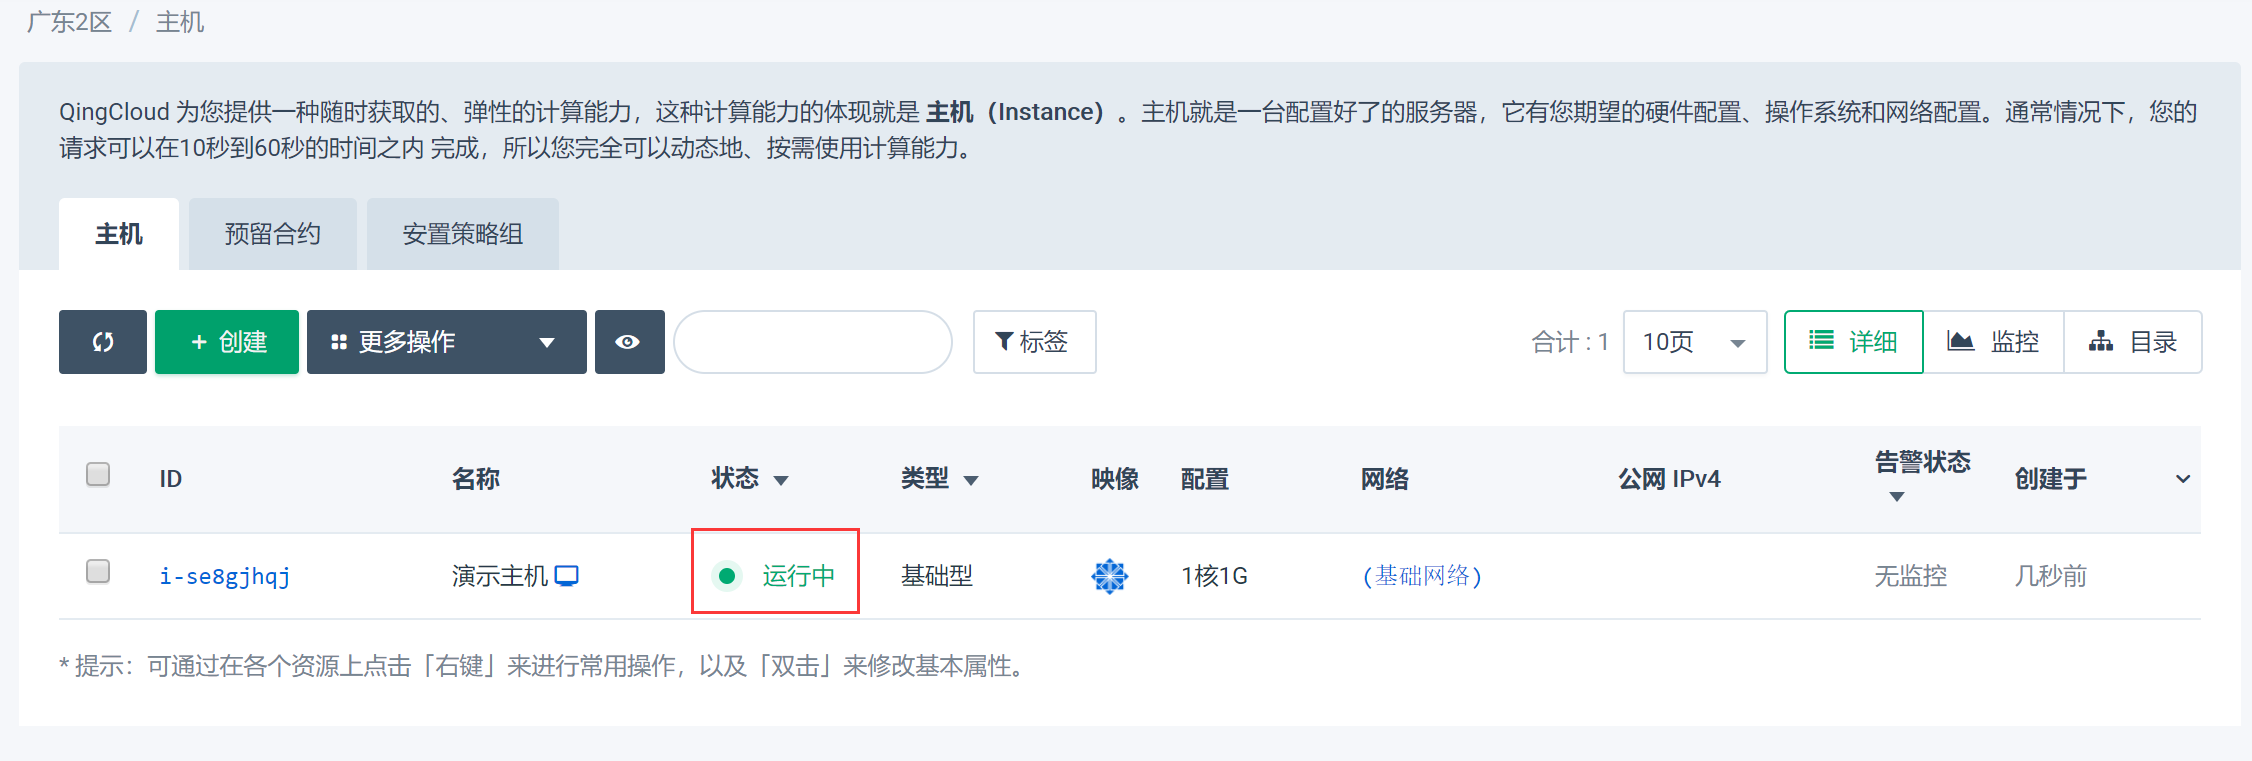 广东2区 / 主机
QingCloud 为您提供一种随时获取的、弹性的计算能力，这种计算能力的体现就是 主机（Instance）。主机就是一台配置好了的服务器，它有您期望的硬件配置、操作系统和网络配置。通常情况下，您的
请求可以在10秒到60秒的时间之内 完成，所以您完全可以动态地、按需使用计算能力。
主机 预留合约 安置策略组
+ 创建 更多操作 标签 合计 : 1 10页 详细 监控 目录
ID 名称 状态 类型 映像 配置 网络 公网 IPv4 告警状态 创建于
i-se8gjhqj 演示主机 运行中 基础型 1核1G (基础网络) 无监控 几秒前
* 提示：可通过在各个资源上点击「右键」来进行常用操作，以及「双击」来修改基本属性。